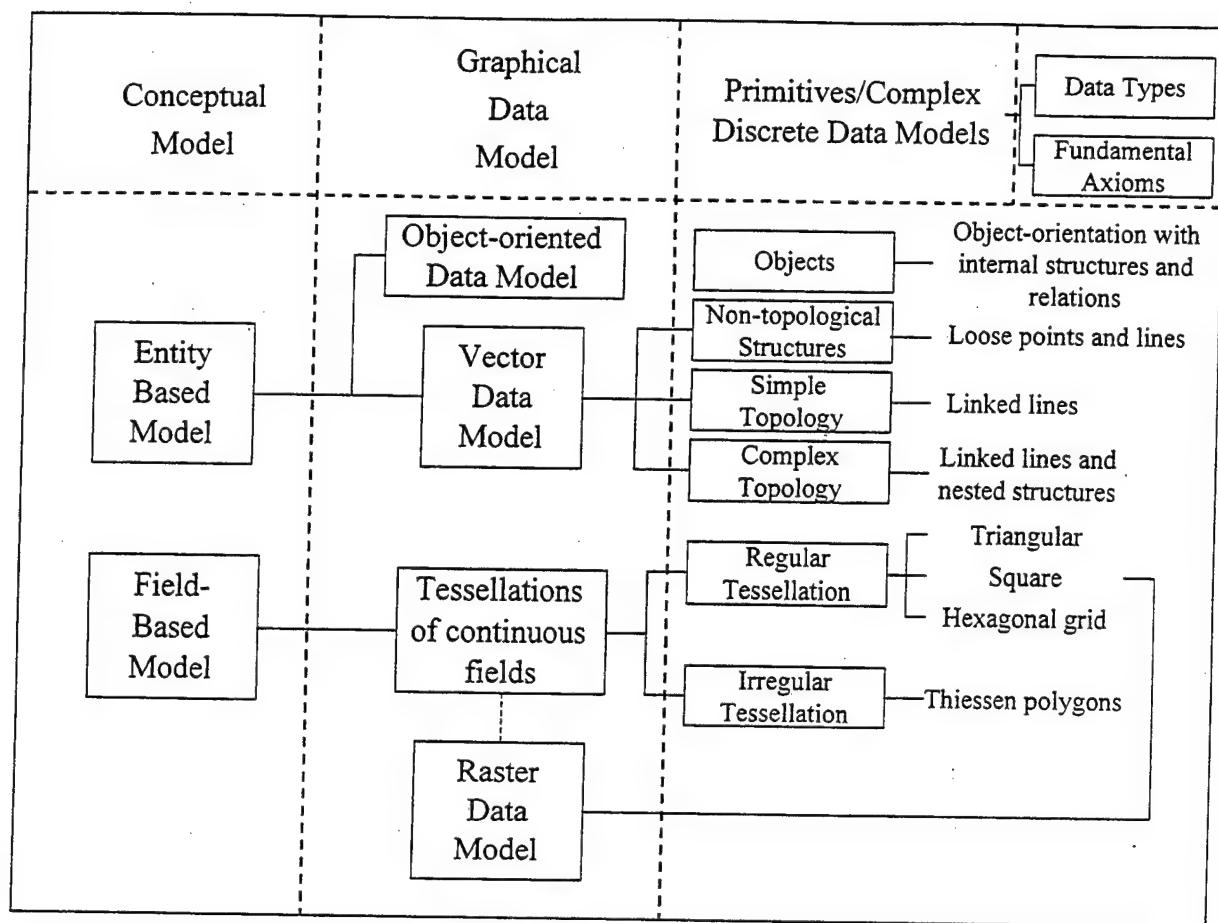 Conceptual
Model
Graphical
Data
Model
Primitives/Complex
Discrete Data Models
Data Types
Fundamental
Axioms
Object-oriented
Data Model
Entity
Based
Model
Vector
Data
Model
Objects
Object-orientation with
internal structures and
relations
Non-topological
Structures
Loose points and lines
Simple
Topology
Linked lines
Complex
Topology
Linked lines and
nested structures
Field-
Based
Model
Tessellations
of continuous
fields
Regular
Tessellation
Triangular
Square
Hexagonal grid
Irregular
Tessellation
Thiessen polygons
Raster
Data
Model